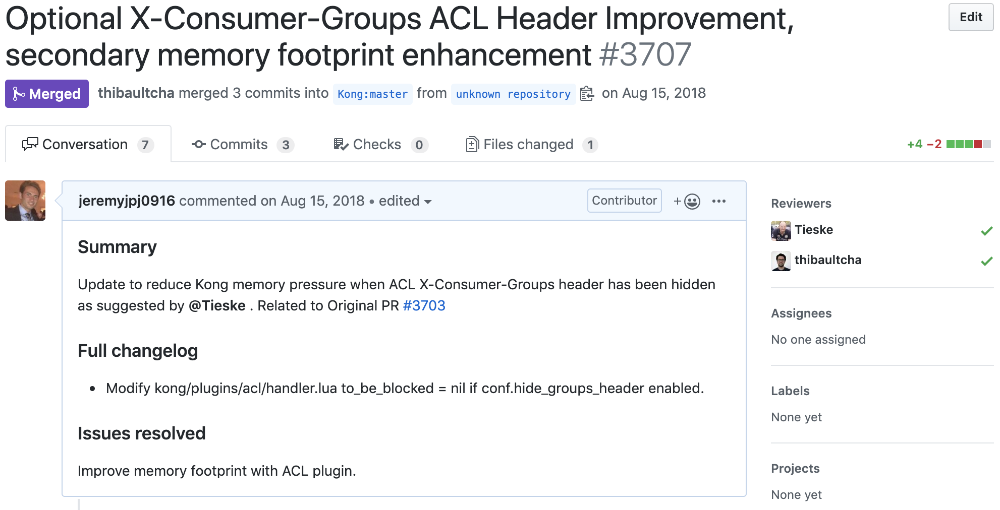 Optional X-Consumer-Groups ACL Header Improvement,
secondary memory footprint enhancement #3707
Edit
Merged thibaultcha merged 3 commits into Kong:master from unknown repository on Aug 15, 2018
Conversation 7 Commits 3 Checks 0 Files changed 1 +4 −2
jeremyjpj0916 commented on Aug 15, 2018 • edited Contributor +
Summary
Update to reduce Kong memory pressure when ACL X-Consumer-Groups header has been hidden
as suggested by @Tieske . Related to Original PR #3703
Full changelog
• Modify kong/plugins/acl/handler.lua to_be_blocked = nil if conf.hide_groups_header enabled.
Issues resolved
Improve memory footprint with ACL plugin.
Reviewers
Tieske
thibaultcha
Assignees
No one assigned
Labels
None yet
Projects
None yet